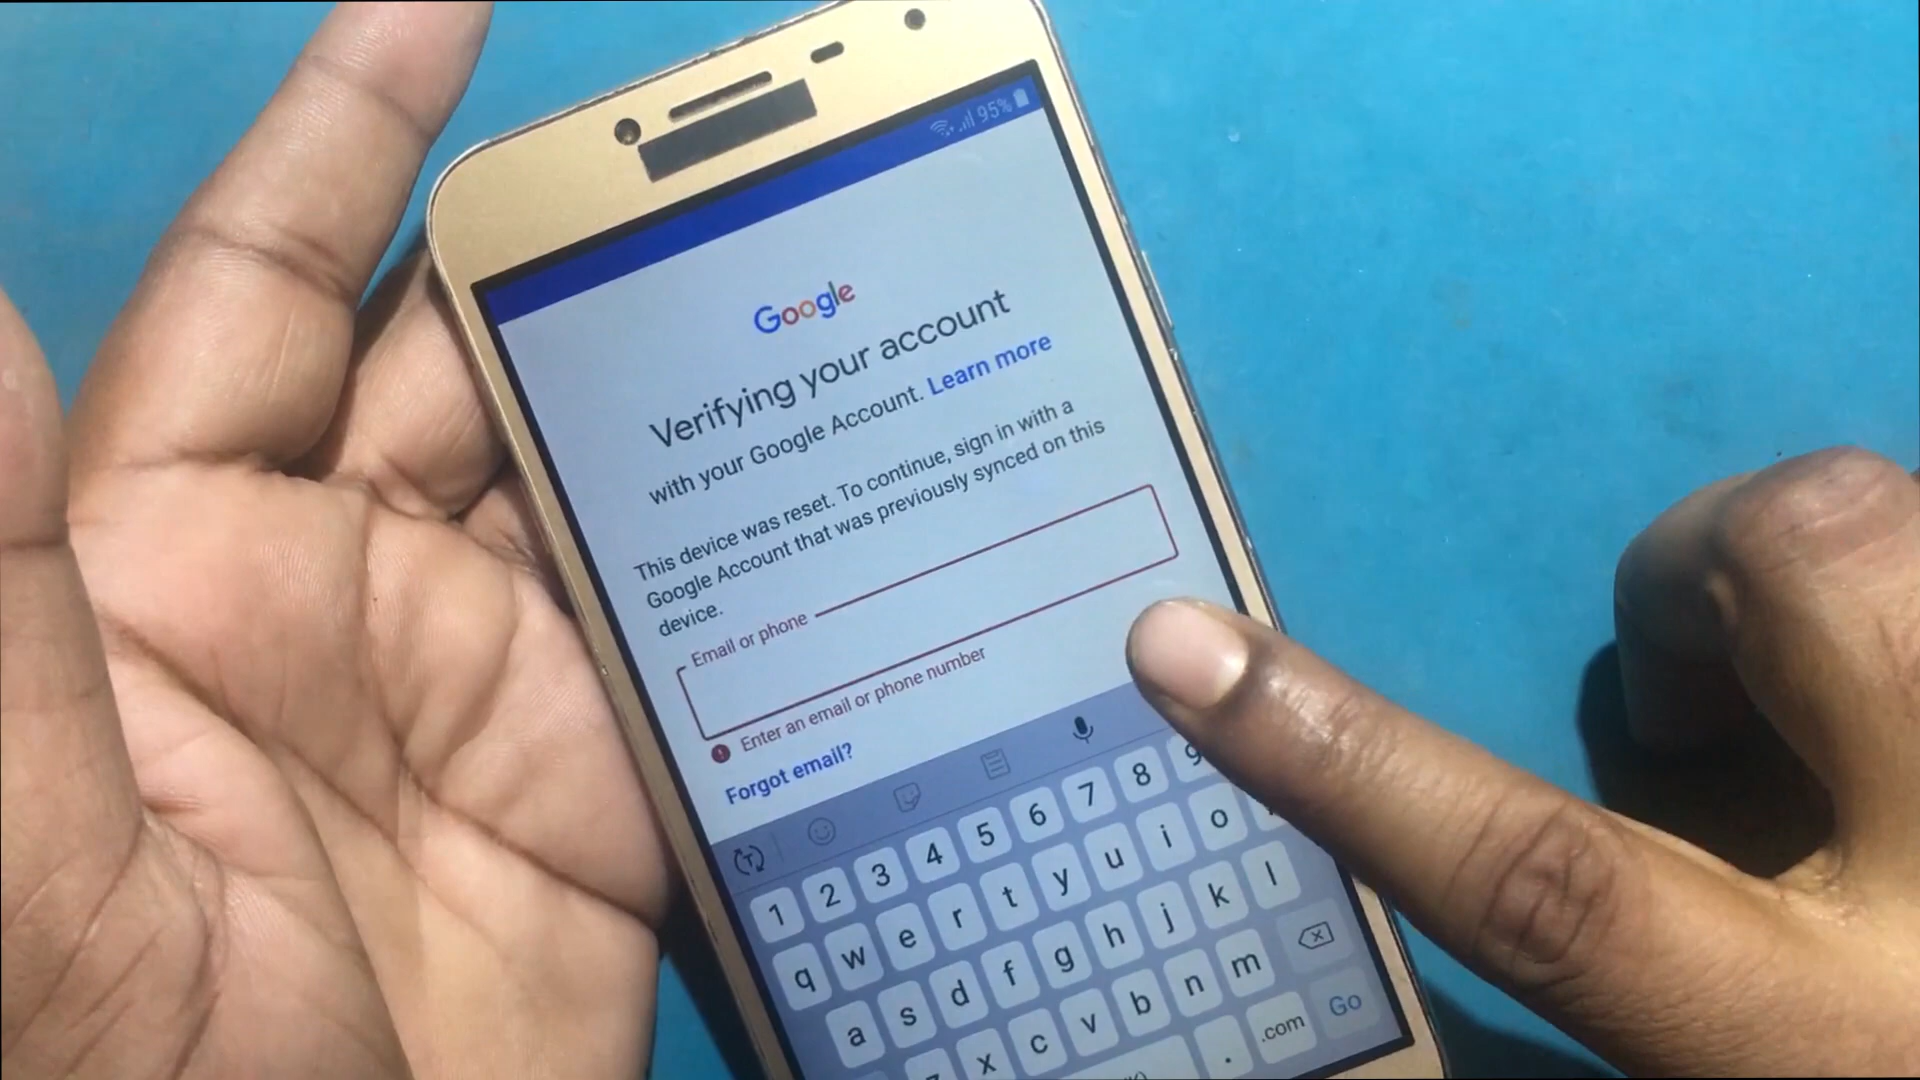 95%
Google
Verifying your account
with your Google Account. Learn more
This device was reset. To continue, sign in with a
Google Account that was previously synced on this
device.
Email or phone
Enter an email or phone number
Forgot email?
1 2 3 4 5 6 7 8 9
q w e r t y u i o
a s d f g h j k l
x c v b n m
. .com Go